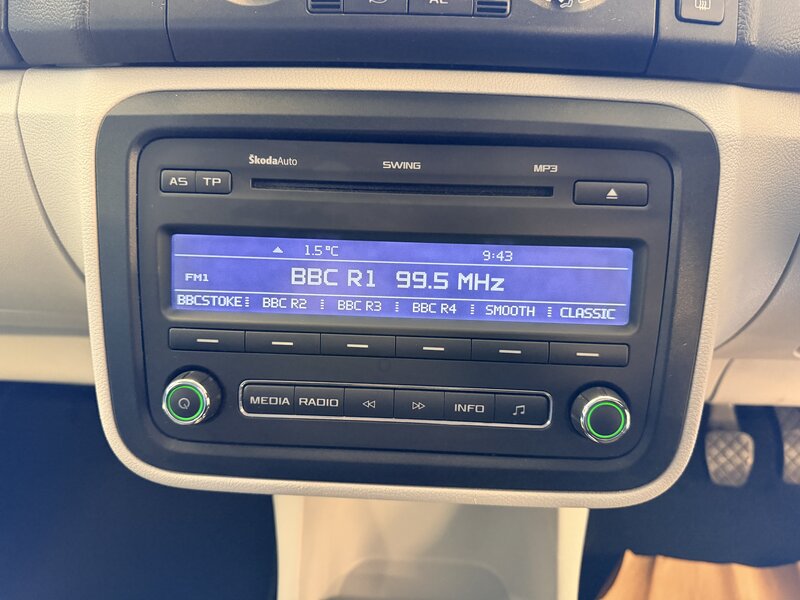 AC
ŠkodaAuto SWING MP3
AS TP
1.5°C 9:43
FM1 BBC R1 99.5 MHz
BBCSTOKE BBC R2 BBC R3 BBC R4 SMOOTH CLASSIC
MEDIA RADIO INFO